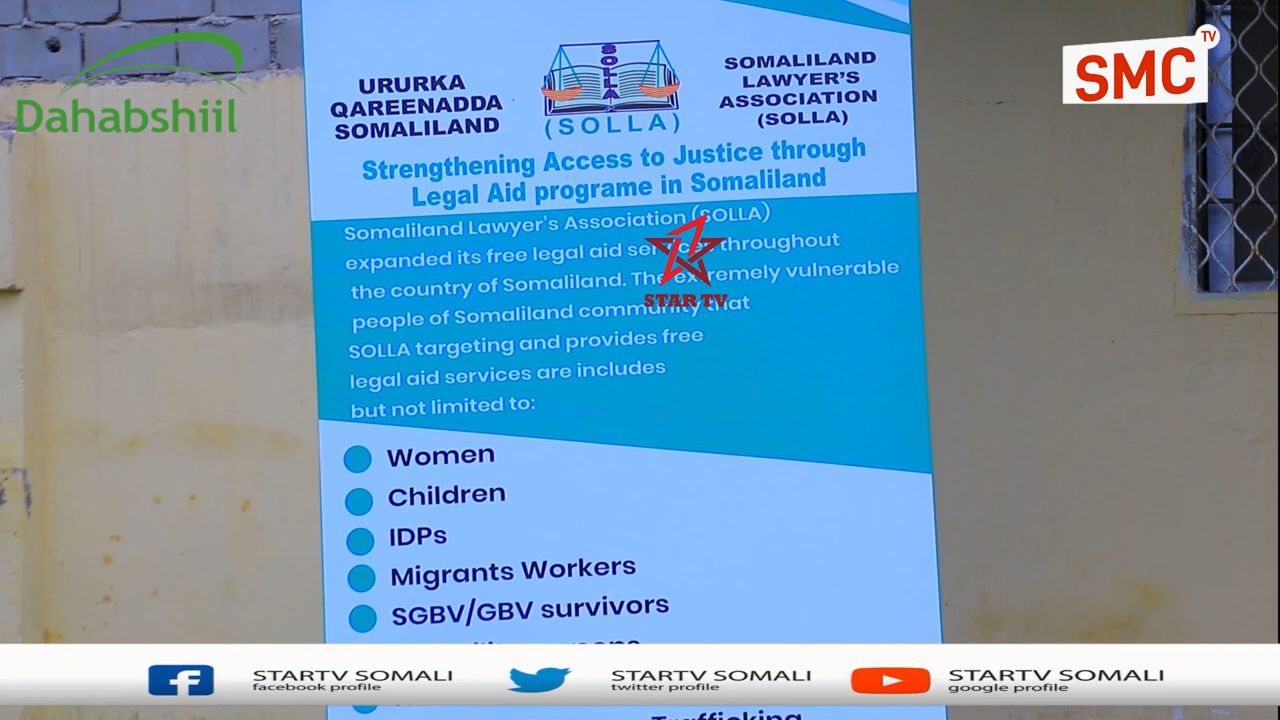 Dahabshiil
SMC TV
URURKA
QAREENADDA
SOMALILAND
SOLLA
(SOLLA)
SOMALILAND
LAWYER'S
ASSOCIATION
(SOLLA)
Strengthening Access to Justice through
Legal Aid programe in Somaliland
Somaliland Lawyer's Association (SOLLA)
expanded its free legal aid services throughout
the country of Somaliland. The extremely vulnerable
people of Somaliland community that
SOLLA targeting and provides free
legal aid services are includes
but not limited to:
STAR TV
Women
Children
IDPs
Migrants Workers
SGBV/GBV survivors
STARTV SOMALI
facebook profile
STARTV SOMALI
twitter profile
STARTV SOMALI
google profile
Trafficking